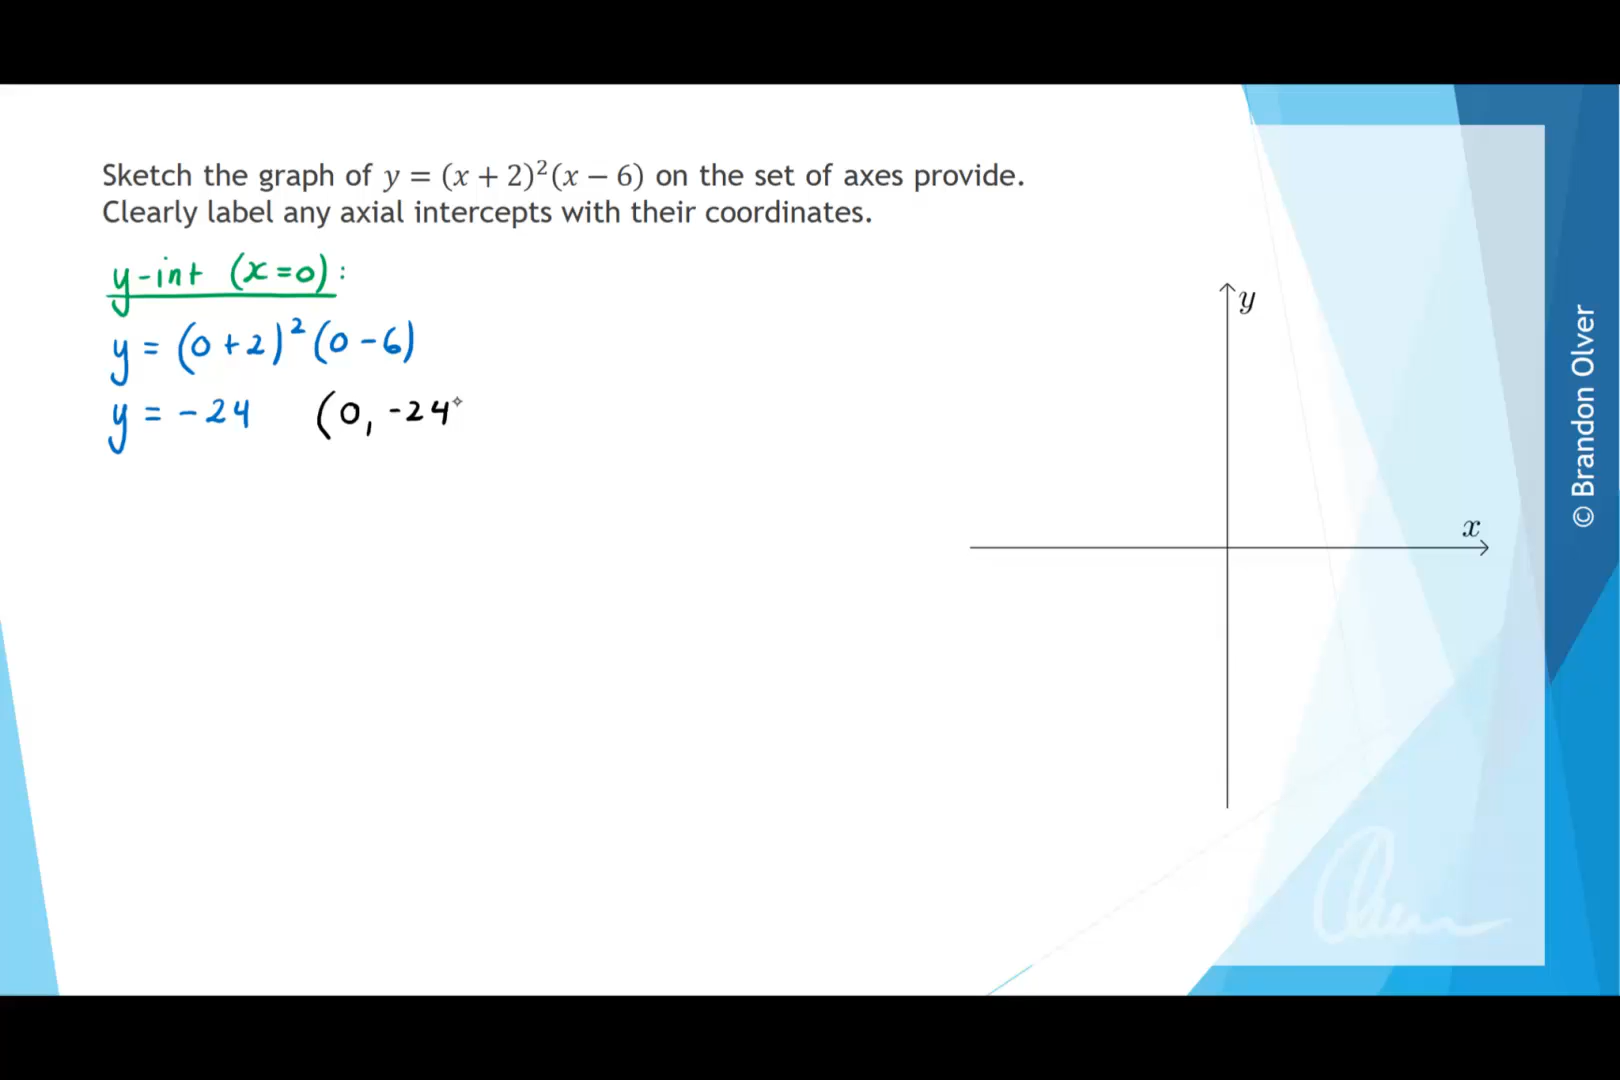 Sketch the graph of y = (x + 2)²(x − 6) on the set of axes provide.
Clearly label any axial intercepts with their coordinates.
y-int (x=0):
y = (0+2)²(0-6)
y = -24 (0, -24
y
x
© Brandon Olver